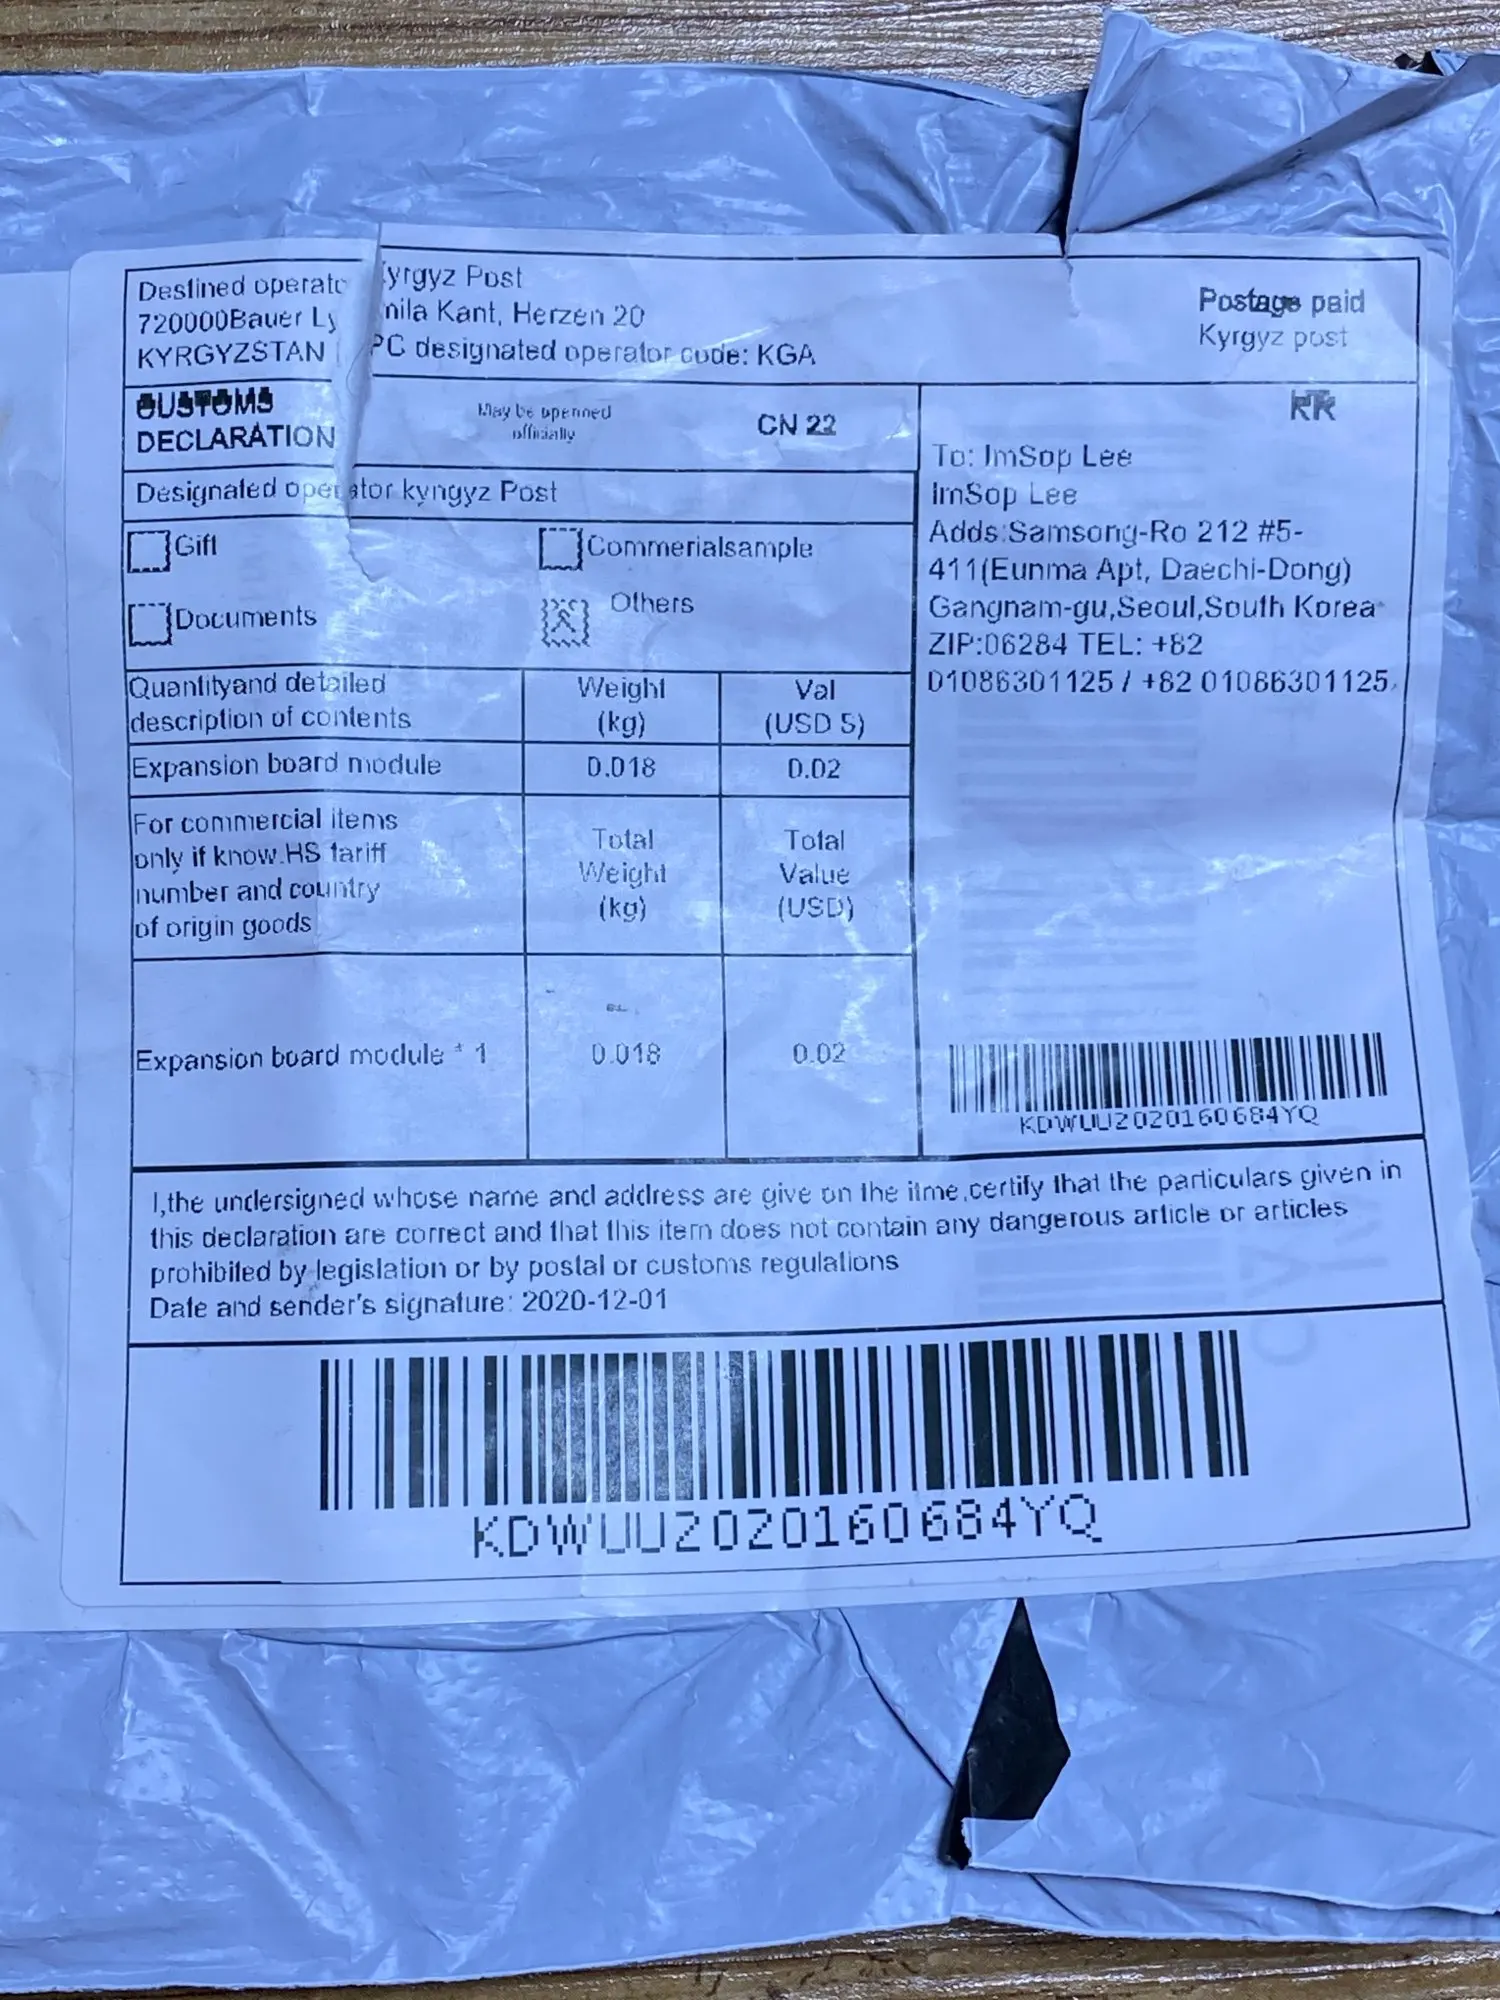 Deslined operato yrgyz Post
720000Bauer Ly mila Kant, Herzen 20
KYRGYZSTAN PC designated operator code: KGA
Postage paid
Kyrgyz post
CUSTOMS
DECLARATION
May be openned
officially
CN 22
RR
Designated operator kyngyz Post
Gift
Commerialsample
Documents
Others
To: ImSop Lee
ImSop Lee
Adds:Samsong-Ro 212 #5-
411(Eunma Apt, Daechi-Dong)
Gangnam-gu,Seoul,South Korea
ZIP:06284 TEL: +82
01086301125 / +82 01086301125
Quantityand detailed
description of contents
Weight
(kg)
Val
(USD 5)
Expansion board module 0.018 0.02
For commercial items
only if know.HS tariff
number and country
of origin goods
Total
Weight
(kg)
Total
Value
(USD)
Expansion board module * 1 0.018 0.02
KDWUU2020160684YQ
I,the undersigned whose name and address are give on the itme,certify that the particulars given in
this declaration are correct and that this item does not contain any dangerous article or articles
prohibited by legislation or by postal or customs regulations
Date and sender's signature: 2020-12-01
KDWUU2020160684YQ